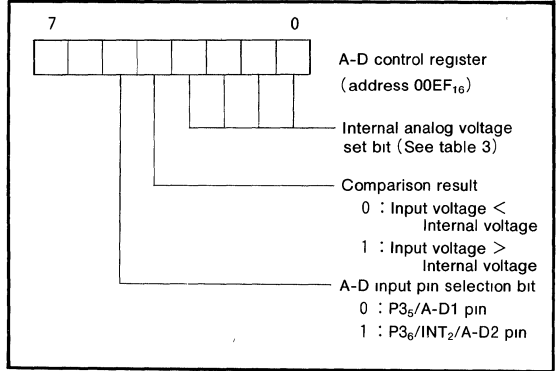 7 0
A-D control register
(address 00EF₁₆)
Internal analog voltage
set bit (See table 3)
Comparison result
0 : Input voltage <
Internal voltage
1 : Input voltage >
Internal voltage
A-D input pin selection bit
0 : P3₅/A-D1 pin
1 : P3₆/INT₂/A-D2 pin